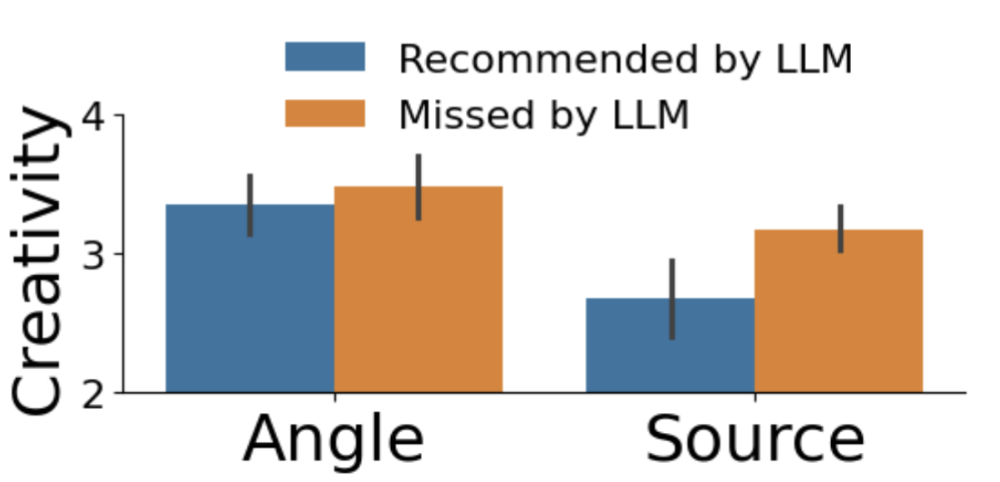 Recommended by LLM
Missed by LLM
Creativity
4
3
2
Angle
Source